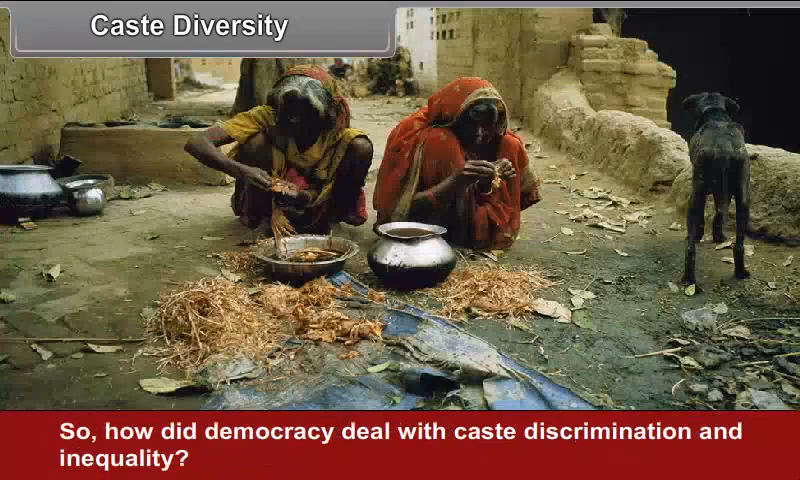 Caste Diversity
So, how did democracy deal with caste discrimination and
inequality?